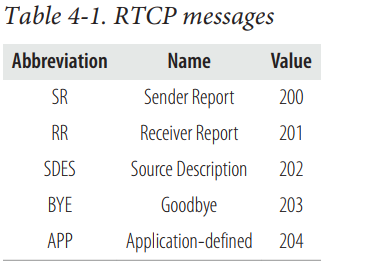 Table 4-1. RTCP messages
Abbreviation Name Value
SR Sender Report 200
RR Receiver Report 201
SDES Source Description 202
BYE Goodbye 203
APP Application-defined 204